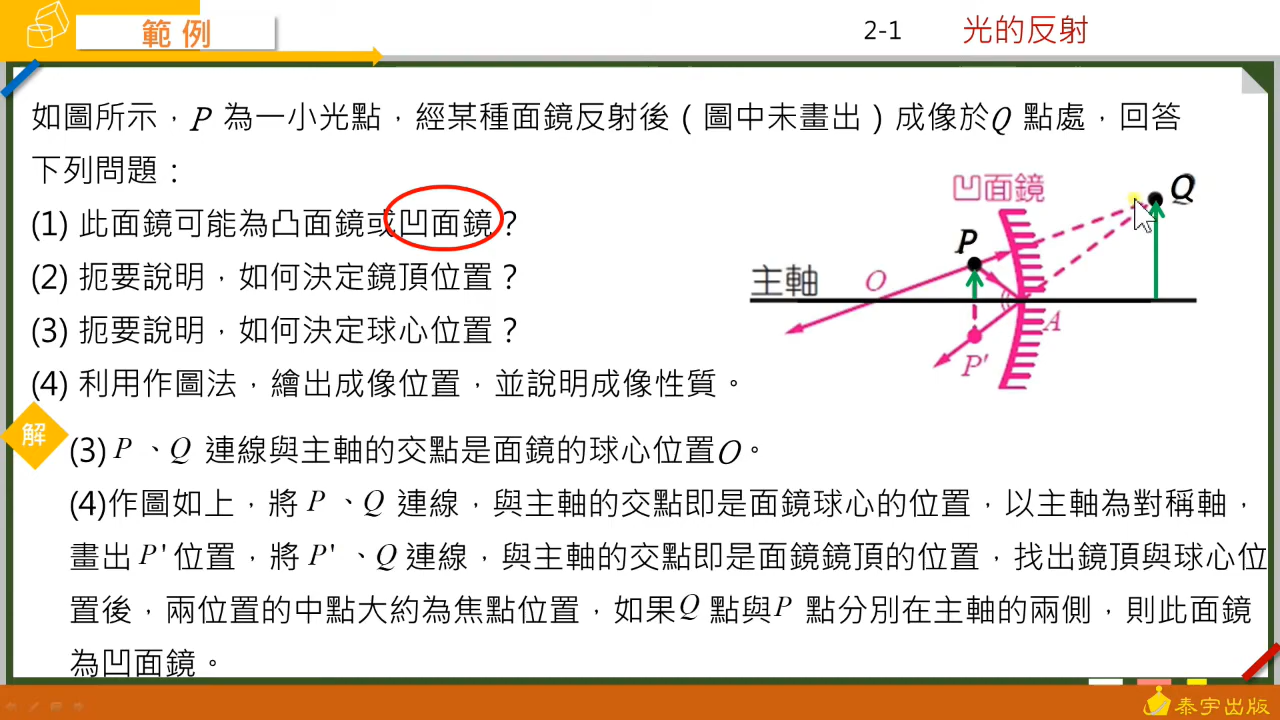 範例
2-1 光的反射
如圖所示，P 為一小光點，經某種面鏡反射後（圖中未畫出）成像於Q 點處，回答
下列問題：
(1) 此面鏡可能為凸面鏡或凹面鏡？
(2) 扼要說明，如何決定鏡頂位置？
(3) 扼要說明，如何決定球心位置？
(4) 利用作圖法，繪出成像位置，並說明成像性質。
凹面鏡
Q
P
主軸
O
A
P'
解
(3) P 、Q 連線與主軸的交點是面鏡的球心位置O。
(4)作圖如上，將 P 、Q 連線，與主軸的交點即是面鏡球心的位置，以主軸為對稱軸，
畫出 P' 位置，將 P' 、Q 連線，與主軸的交點即是面鏡鏡頂的位置，找出鏡頂與球心位
置後，兩位置的中點大約為焦點位置，如果Q 點與P 點分別在主軸的兩側，則此面鏡
為凹面鏡。
泰宇出版